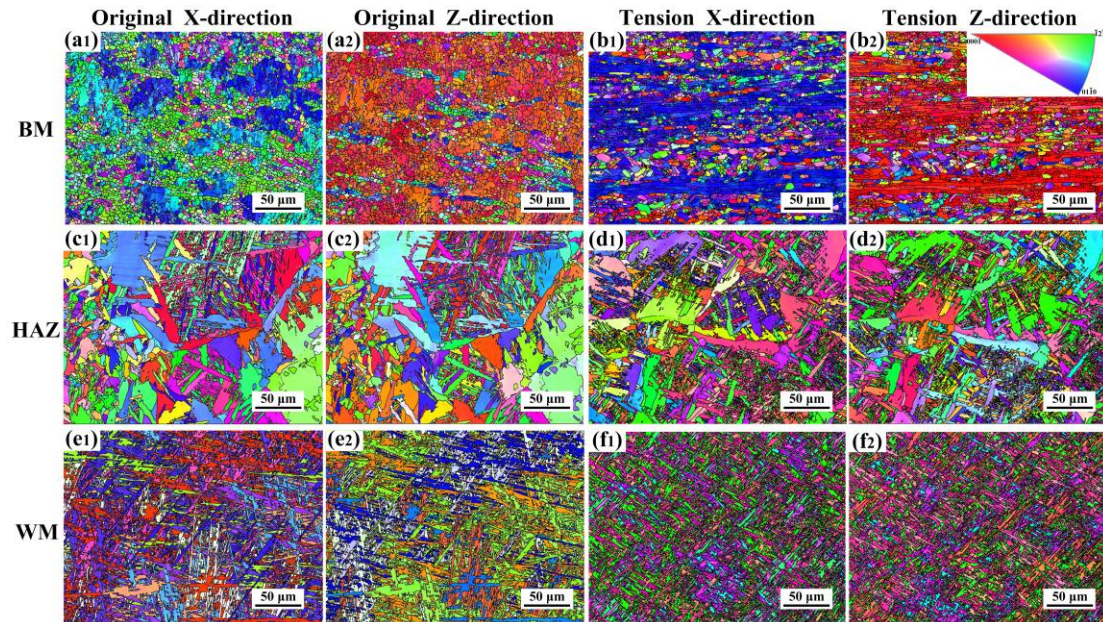 Original X-direction Original Z-direction Tension X-direction Tension Z-direction
(a1) (a2) (b1) (b2)
0001
01̄10
BM
50 μm 50 μm 50 μm 50 μm
(c1) (c2) (d1) (d2)
HAZ
50 μm 50 μm 50 μm 50 μm
(e1) (e2) (f1) (f2)
WM
50 μm 50 μm 50 μm 50 μm